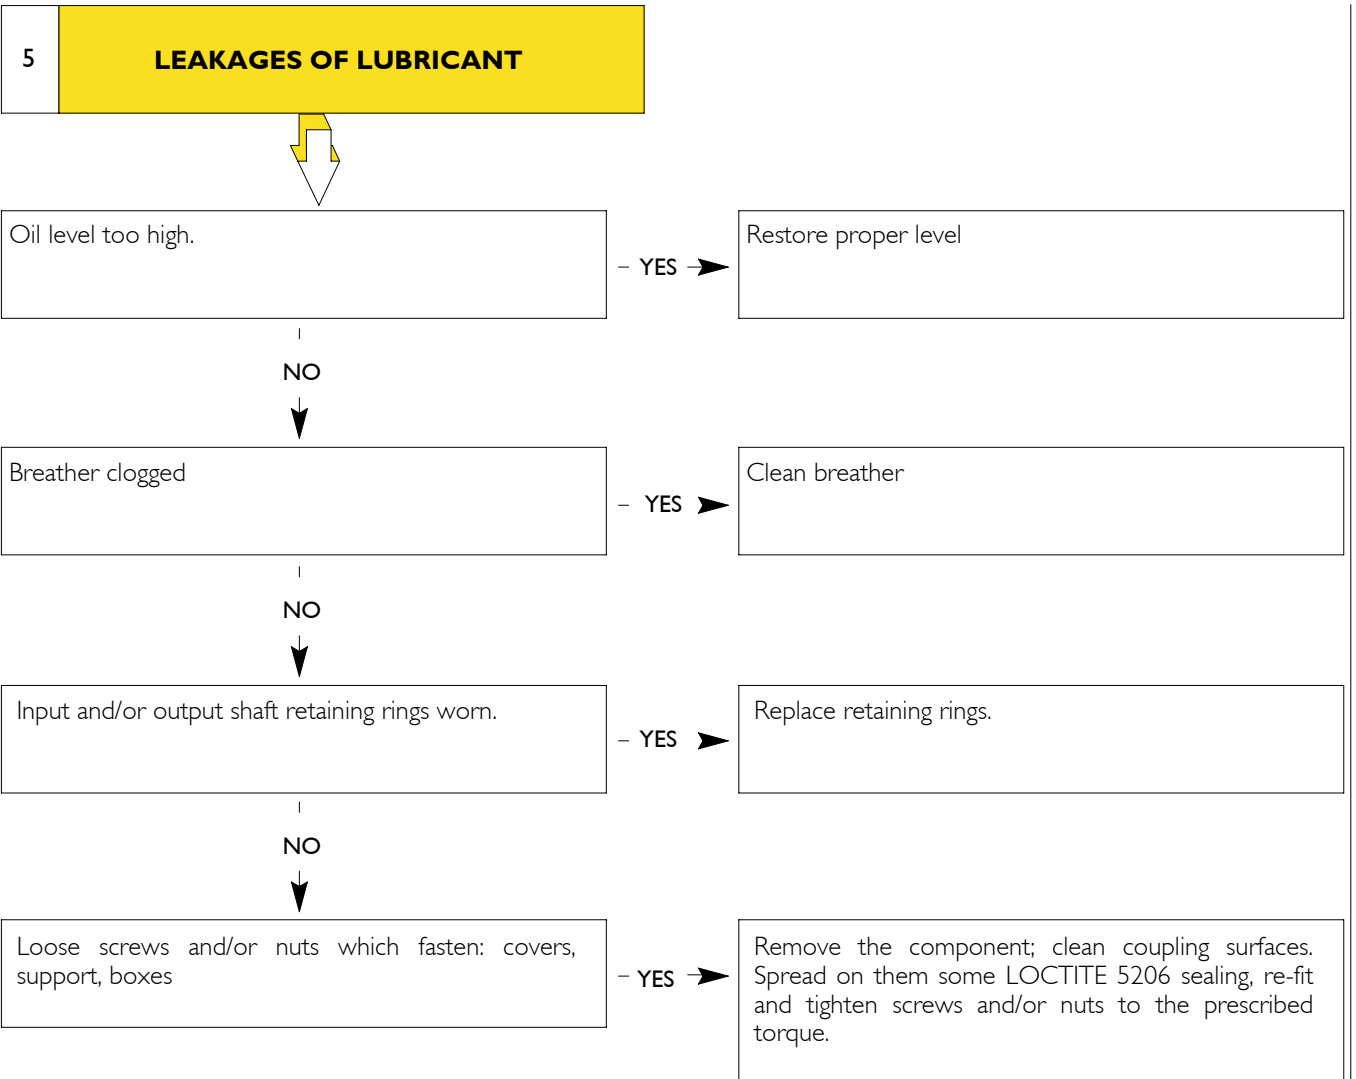 5
LEAKAGES OF LUBRICANT
Oil level too high.
YES
Restore proper level
NO
Breather clogged
YES
Clean breather
NO
Input and/or output shaft retaining rings worn.
YES
Replace retaining rings.
NO
Loose screws and/or nuts which fasten: covers,
support, boxes
YES
Remove the component; clean coupling surfaces.
Spread on them some LOCTITE 5206 sealing, re-fit
and tighten screws and/or nuts to the prescribed
torque.